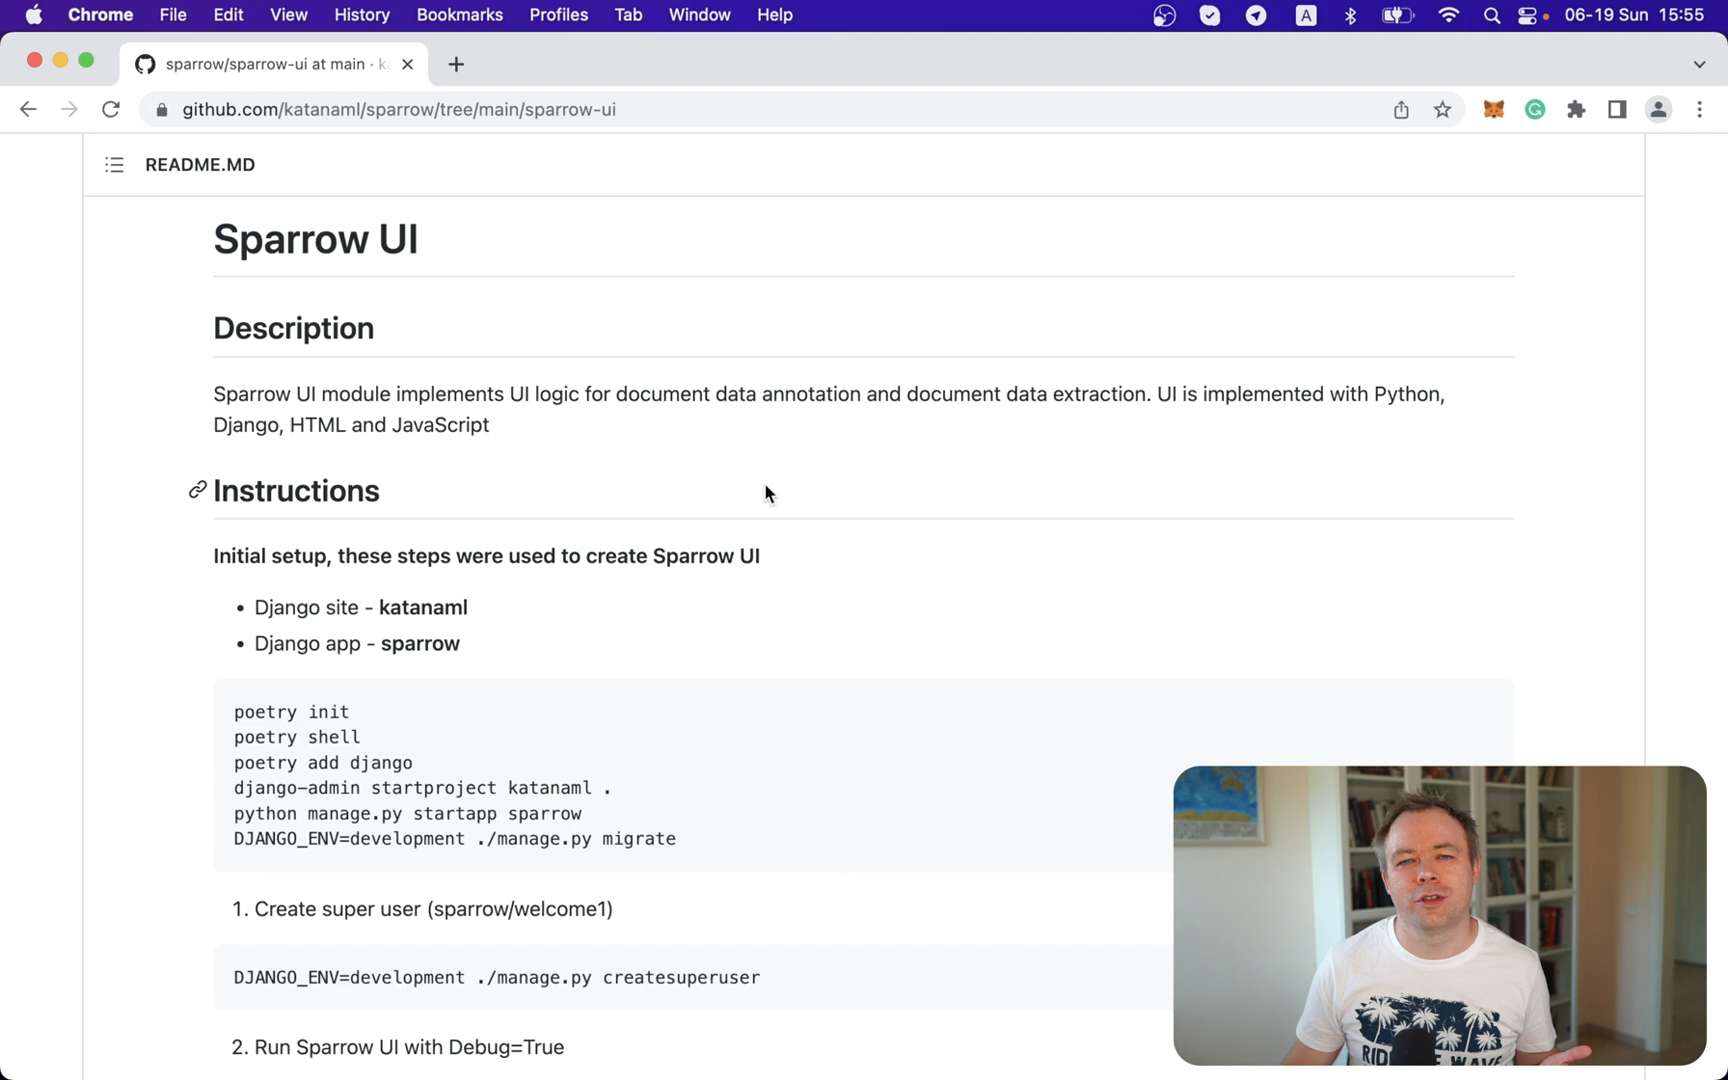 Chrome File Edit View History Bookmarks Profiles Tab Window Help A 06-19 Sun 15:55
sparrow/sparrow-ui at main
github.com/katanaml/sparrow/tree/main/sparrow-ui
README.MD
Sparrow UI
Description
Sparrow UI module implements UI logic for document data annotation and document data extraction. UI is implemented with Python,
Django, HTML and JavaScript
Instructions
Initial setup, these steps were used to create Sparrow UI
• Django site - katanaml
• Django app - sparrow
poetry init
poetry shell
poetry add django
django-admin startproject katanaml .
python manage.py startapp sparrow
DJANGO_ENV=development ./manage.py migrate
1. Create super user (sparrow/welcome1)
DJANGO_ENV=development ./manage.py createsuperuser
2. Run Sparrow UI with Debug=True